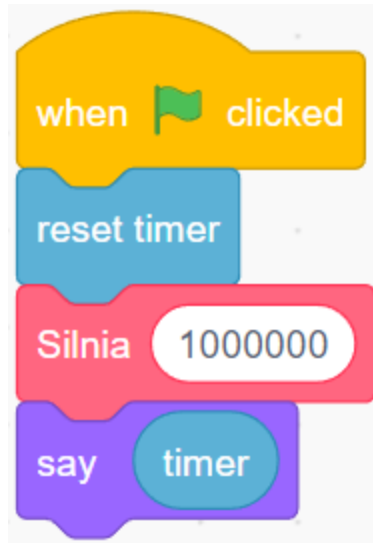 when clicked
reset timer
Silnia 1000000
say timer